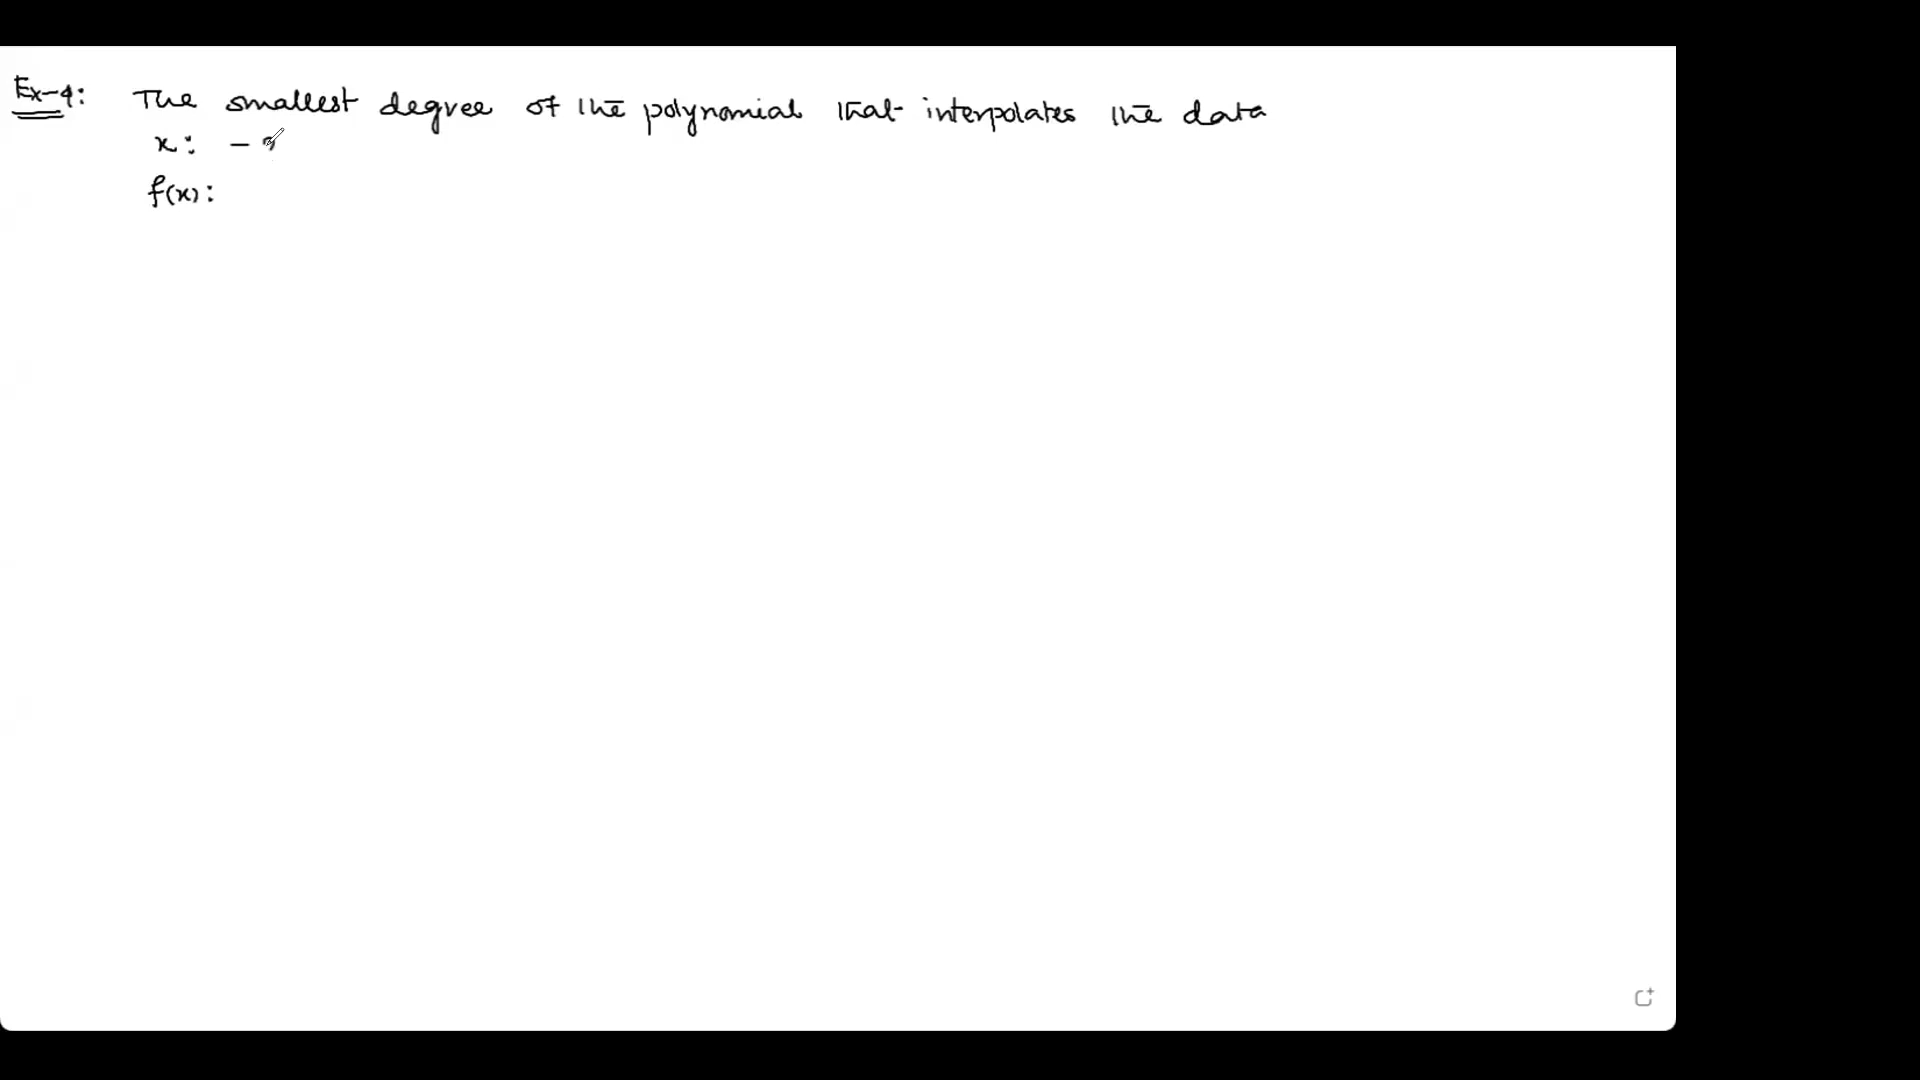 Ex-4: The smallest degree of the polynomial that interpolates the data
x: -
f(x):